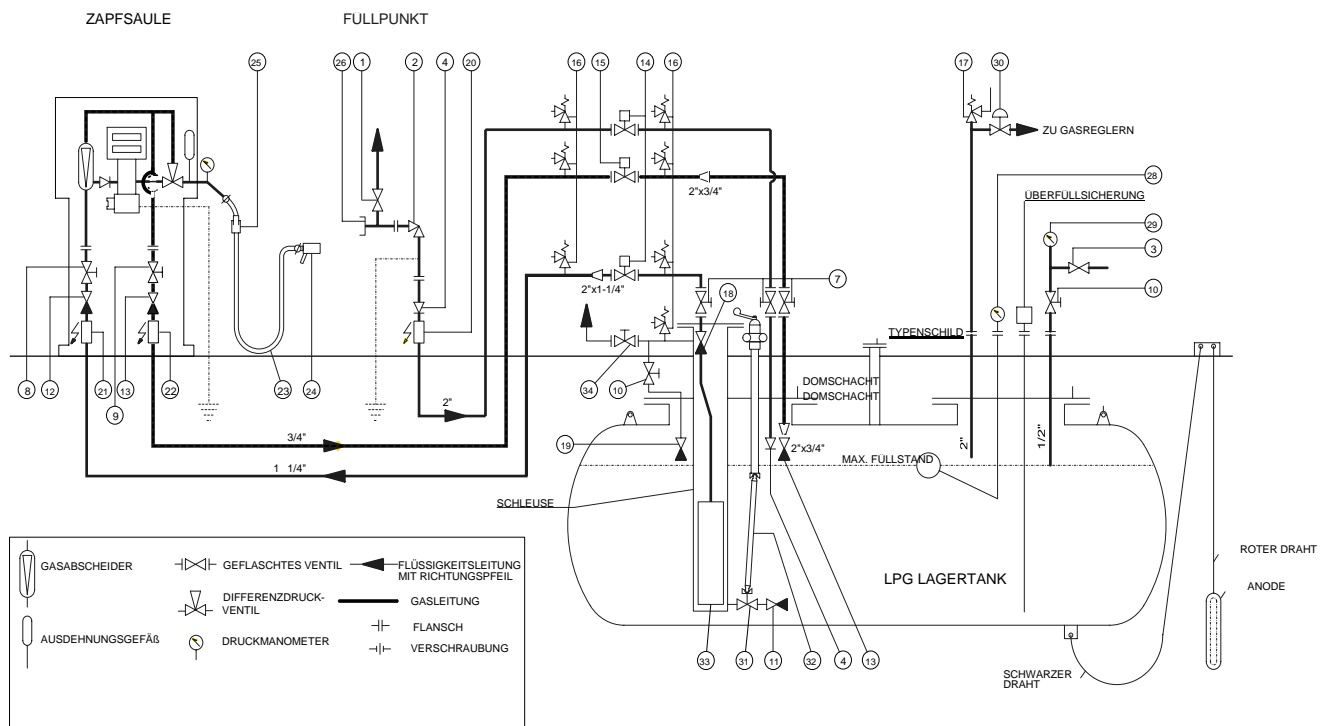 ZAPFSÄULE
FÜLLPUNKT
25
26
1
2
4
20
16
15
14
16
17
30
ZU GASREGLERN
28
ÜBERFÜLLSICHERUNG
29
3
2"x3/4"
2"x1-1/4"
7
18
10
TYPENSCHILD
8
12
21
13
22
23
24
9
34
10
DOMSCHACHT
DOMSCHACHT
2"
3/4"
1 1/4"
19
2"x3/4"
MAX. FÜLLSTAND
2"
1/2"
SCHLEUSE
LPG LAGERTANK
ROTER DRAHT
ANODE
GASABSCHEIDER
GEFLASCHTES VENTIL
FLÜSSIGKEITSLEITUNG
MIT RICHTUNGSPFEIL
DIFFERENZDRUCK-
VENTIL
GASLEITUNG
FLANSCH
AUSDEHNUNGSGEFÄß
DRUCKMANOMETER
VERSCHRAUBUNG
33
31
11
32
4
13
SCHWARZER
DRAHT